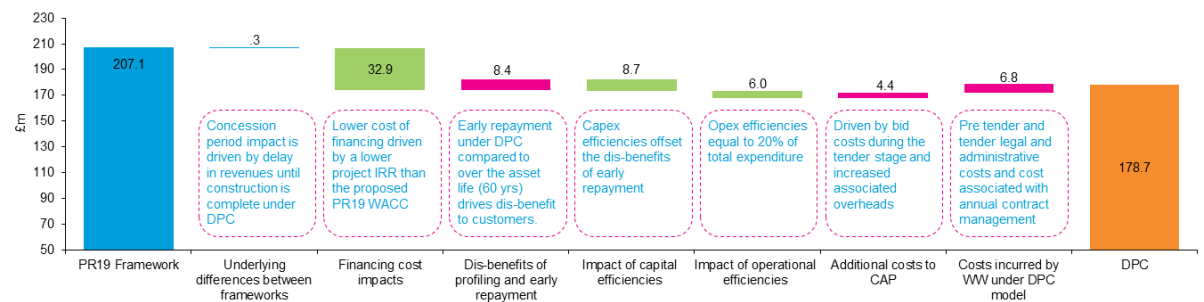 230
210
190
170
150
130
110
90
70
50
£m
207.1
.3
32.9
8.4
8.7
6.0
4.4
6.8
178.7
Concession
period impact is
driven by delay
in revenues until
construction is
complete under
DPC
Lower cost of
financing driven
by a lower
project IRR than
the proposed
PR19 WACC
Early repayment
under DPC
compared to
over the asset
life (60 yrs)
drives dis-benefit
to customers.
Capex
efficiencies offset
the dis-benefits
of early
repayment
Opex efficiencies
equal to 20% of
total expenditure
Driven by bid
costs during the
tender stage and
increased
associated
overheads
Pre tender and
tender legal and
administrative
costs and cost
associated with
annual contract
management
PR19 Framework
Underlying
differences between
frameworks
Financing cost
impacts
Dis-benefits of
profiling and early
repayment
Impact of capital
efficiencies
Impact of operational
efficiencies
Additional costs to
CAP
Costs incurred by
WW under DPC
model
DPC